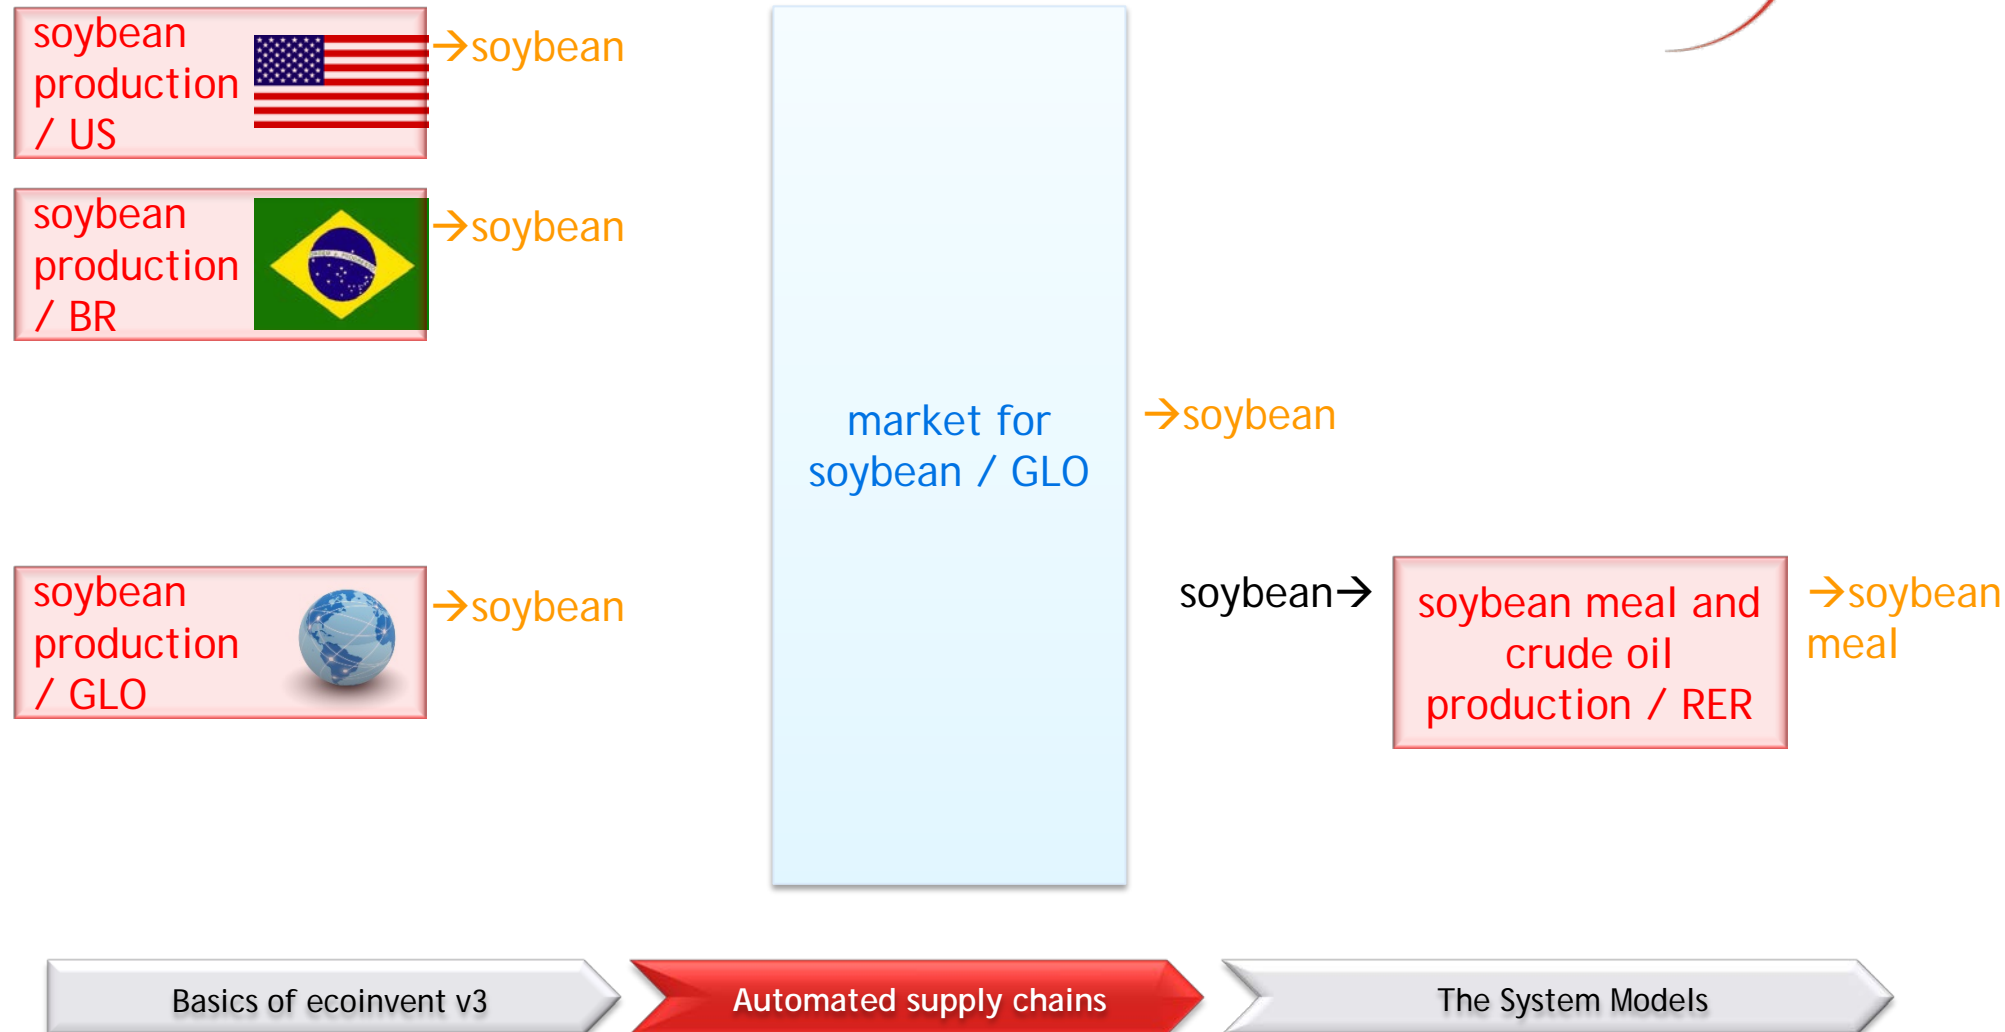 soybean
production
/ US
→soybean
soybean
production
/ BR
→soybean
market for
soybean / GLO
→soybean
soybean
production
/ GLO
→soybean
soybean→
soybean meal and
crude oil
production / RER
→soybean
meal
Basics of ecoinvent v3
Automated supply chains
The System Models